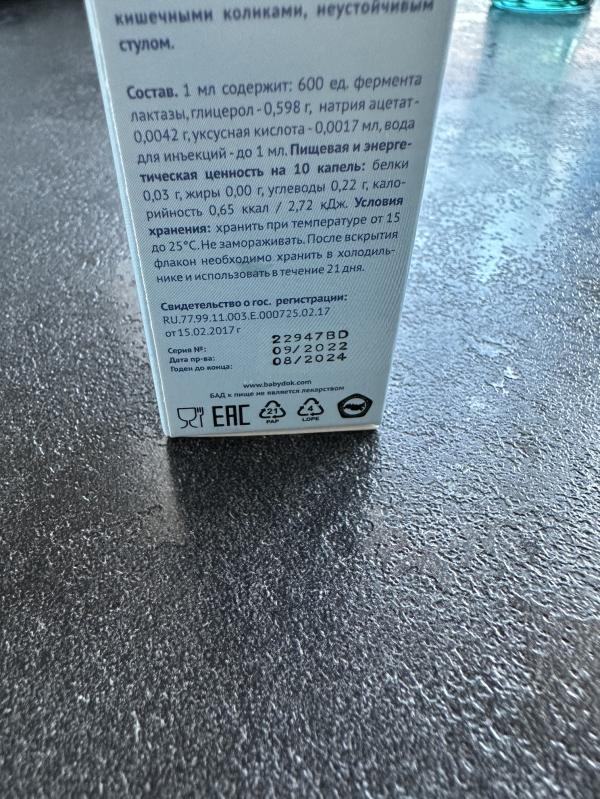 кишечными коликами, неустойчивым
стулом.
Состав. 1 мл содержит: 600 ед. фермента
лактазы, глицерол - 0,598 г, натрия ацетат -
0,0042 г, уксусная кислота - 0,0017 мл, вода
для инъекций - до 1 мл. Пищевая и энерге-
тическая ценность на 10 капель: белки
0,03 г, жиры 0,00 г, углеводы 0,22 г, кало-
рийность 0,65 ккал / 2,72 кДж. Условия
хранения: хранить при температуре от 15
до 25°С. Не замораживать. После вскрытия
флакон необходимо хранить в холодиль-
нике и использовать в течение 21 дня.
Свидетельство о гос. регистрации:
RU.77.99.11.003.Е.000725.02.17
от 15.02.2017 г
Серия №: 22947BD
Дата пр-ва: 09/2022
Годен до конца: 08/2024
www.babydok.com
БАД к пище не является лекарством
EAC 21 4
PAP LDPE